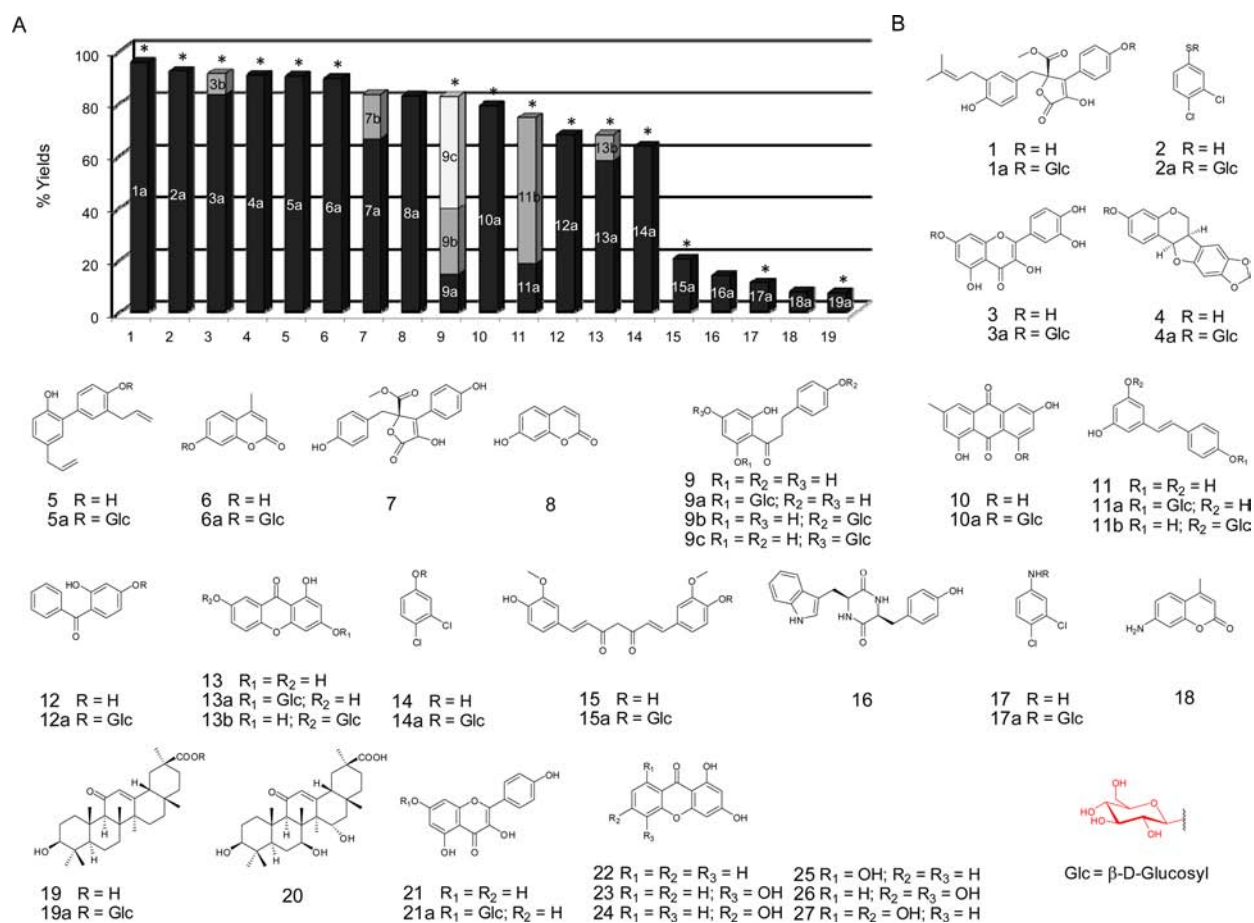 A
B
% Yields
100
80
60
40
20
0
* * * * * * * * * * * * * * * *
1a 2a 3a 3b 4a 5a 6a 7a 7b 8a 9a 9b 9c 10a 11a 11b 12a 13a 13b 14a 15a 16a 17a 18a 19a
1 2 3 4 5 6 7 8 9 10 11 12 13 14 15 16 17 18 19
1 R = H
1a R = Glc
2 R = H
2a R = Glc
3 R = H
3a R = Glc
4 R = H
4a R = Glc
5 R = H
5a R = Glc
6 R = H
6a R = Glc
7
8
9 R1 = R2 = R3 = H
9a R1 = Glc; R2 = R3 = H
9b R1 = R3 = H; R2 = Glc
9c R1 = R2 = H; R3 = Glc
10 R = H
10a R = Glc
11 R1 = R2 = H
11a R1 = Glc; R2 = H
11b R1 = H; R2 = Glc
12 R = H
12a R = Glc
13 R1 = R2 = H
13a R1 = Glc; R2 = H
13b R1 = H; R2 = Glc
14 R = H
14a R = Glc
15 R = H
15a R = Glc
16
17 R = H
17a R = Glc
18
19 R = H
19a R = Glc
20
21 R1 = R2 = H
21a R1 = Glc; R2 = H
22 R1 = R2 = R3 = H
23 R1 = R2 = H; R3 = OH
24 R1 = R3 = H; R2 = OH
25 R1 = OH; R2 = R3 = H
26 R1 = H; R2 = R3 = OH
27 R1 = R2 = OH; R3 = H
Glc = β-D-Glucosyl